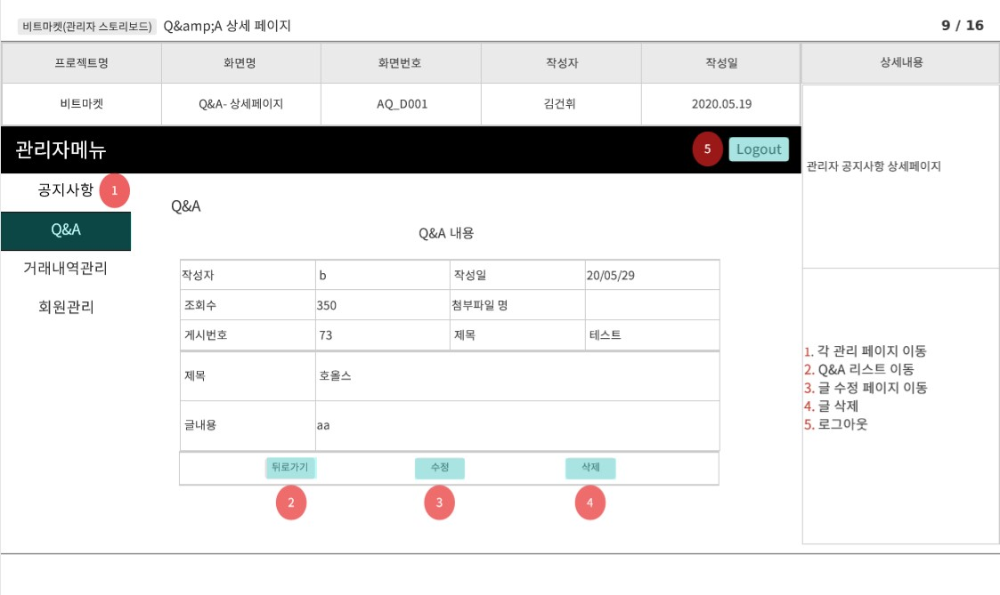 비트마켓(관리자 스토리보드) Q&amp;A 상세 페이지 9 / 16
프로젝트명 화면명 화면번호 작성자 작성일 상세내용
비트마켓 Q&A- 상세페이지 AQ_D001 김건휘 2020.05.19
관리자메뉴 5 Logout
관리자 공지사항 상세페이지
공지사항 1
Q&A
Q&A
Q&A 내용
거래내역관리
회원관리
작성자 b 작성일 20/05/29
조회수 350 첨부파일 명
게시번호 73 제목 테스트
제목 호올스
글내용 aa
뒤로가기 수정 삭제
2 3 4
1. 각 관리 페이지 이동
2. Q&A 리스트 이동
3. 글 수정 페이지 이동
4. 글 삭제
5. 로그아웃